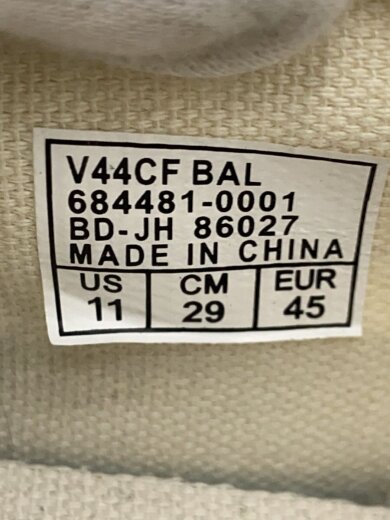 V44CF BAL
684481-0001
BD-JH 86027
MADE IN CHINA
US CM EUR
11 29 45